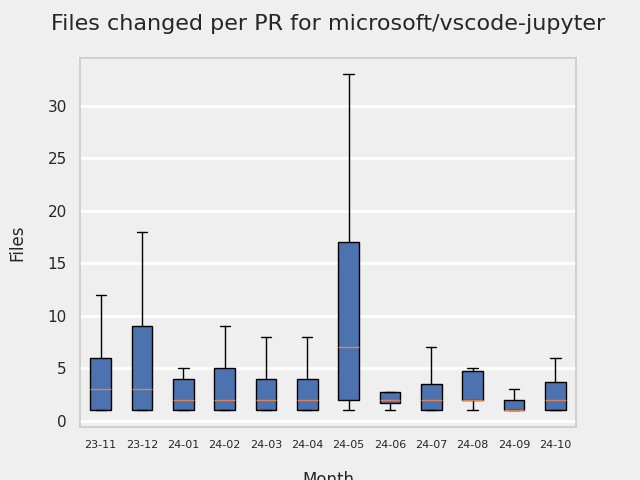 Files changed per PR for microsoft/vscode-jupyter
30
25
20
15
10
5
0
Files
23-11 23-12 24-01 24-02 24-03 24-04 24-05 24-06 24-07 24-08 24-09 24-10
Month